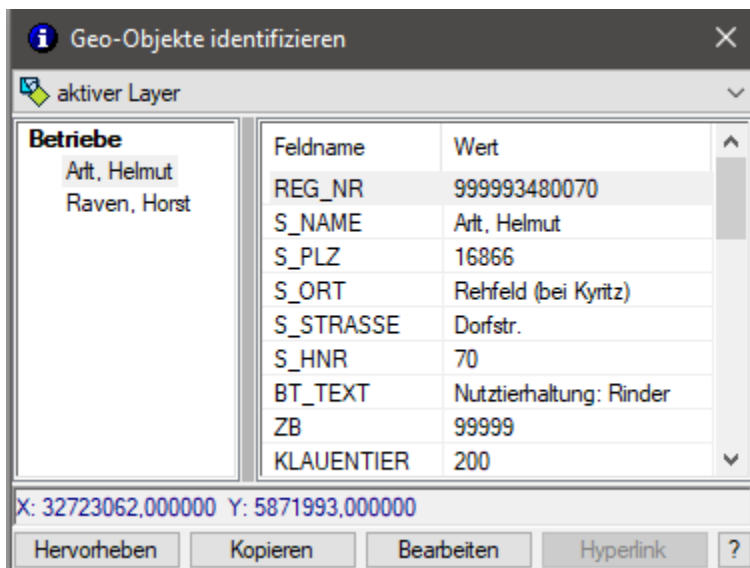 Geo-Objekte identifizieren
aktiver Layer
Betriebe
Arlt, Helmut
Raven, Horst
Feldname Wert
REG_NR 999993480070
S_NAME Arlt, Helmut
S_PLZ 16866
S_ORT Rehfeld (bei Kyritz)
S_STRASSE Dorfstr.
S_HNR 70
BT_TEXT Nutztierhaltung: Rinder
ZB 99999
KLAUENTIER 200
X: 32723062,000000 Y: 5871993,000000
Hervorheben Kopieren Bearbeiten Hyperlink ?